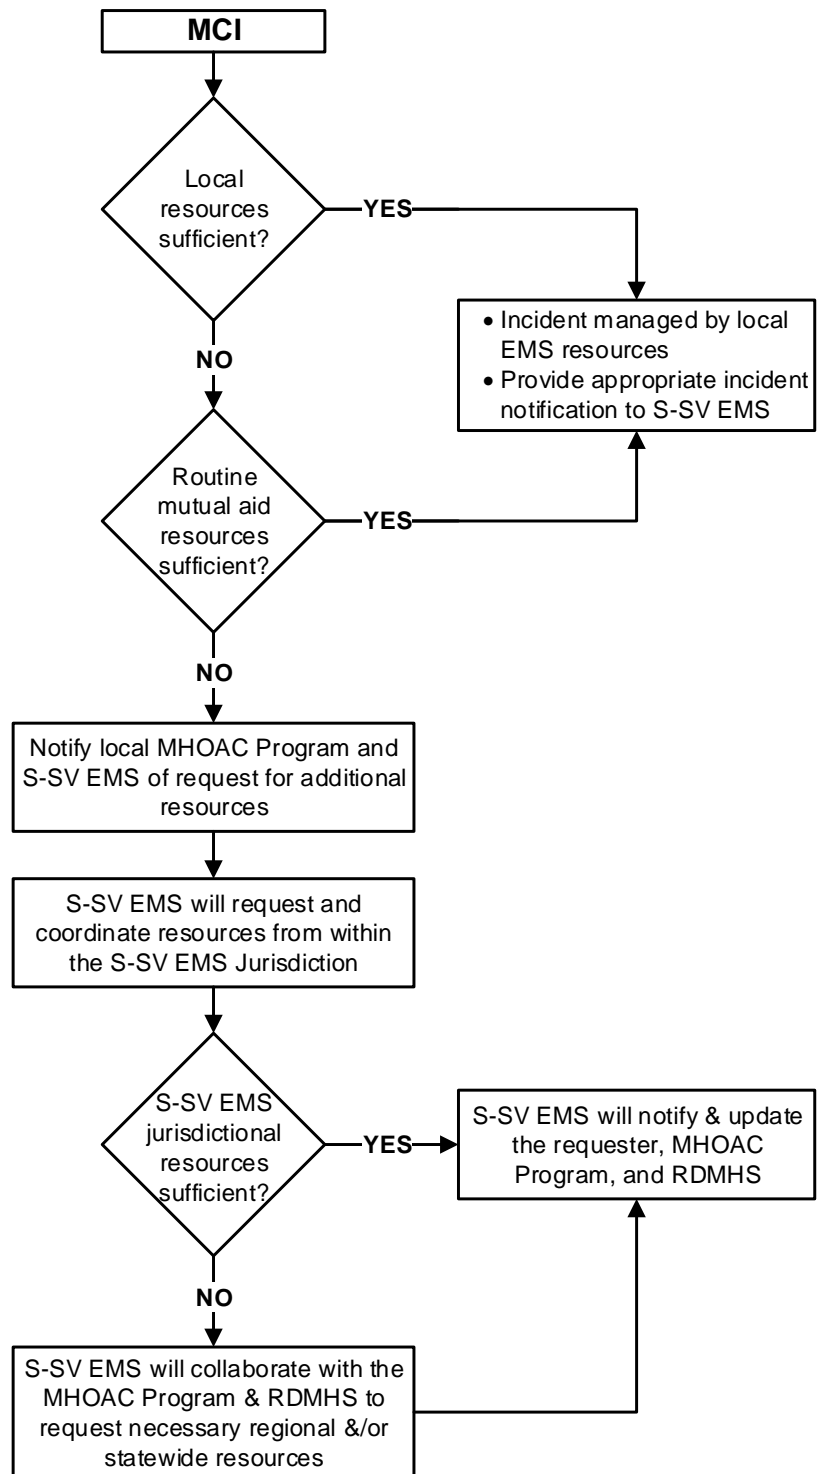 MCI
Local
resources
sufficient?
YES
• Incident managed by local
EMS resources
• Provide appropriate incident
notification to S-SV EMS
NO
Routine
mutual aid
resources
sufficient?
YES
NO
Notify local MHOAC Program and
S-SV EMS of request for additional
resources
S-SV EMS will request and
coordinate resources from within
the S-SV EMS Jurisdiction
S-SV EMS
jurisdictional
resources
sufficient?
YES
S-SV EMS will notify & update
the requester, MHOAC
Program, and RDMHS
NO
S-SV EMS will collaborate with the
MHOAC Program & RDMHS to
request necessary regional &/or
statewide resources